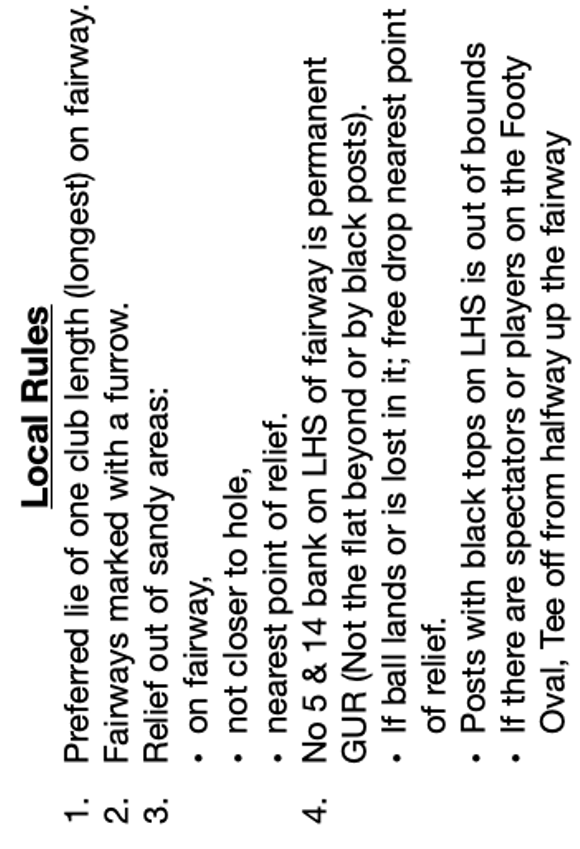 Local Rules
1. Preferred lie of one club length (longest) on fairway.
2. Fairways marked with a furrow.
3. Relief out of sandy areas:
• on fairway,
• not closer to hole,
• nearest point of relief.
4. No 5 & 14 bank on LHS of fairway is permanent
GUR (Not the flat beyond or by black posts).
• If ball lands or is lost in it; free drop nearest point
of relief.
• Posts with black tops on LHS is out of bounds
• If there are spectators or players on the Footy
Oval, Tee off from halfway up the fairway